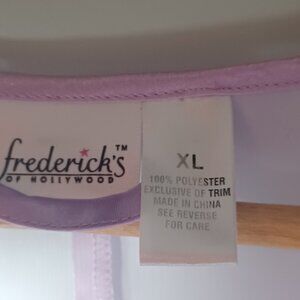 frederick's™
OF HOLLYWOOD
XL
100% POLYESTER
EXCLUSIVE OF TRIM
MADE IN CHINA
SEE REVERSE
FOR CARE